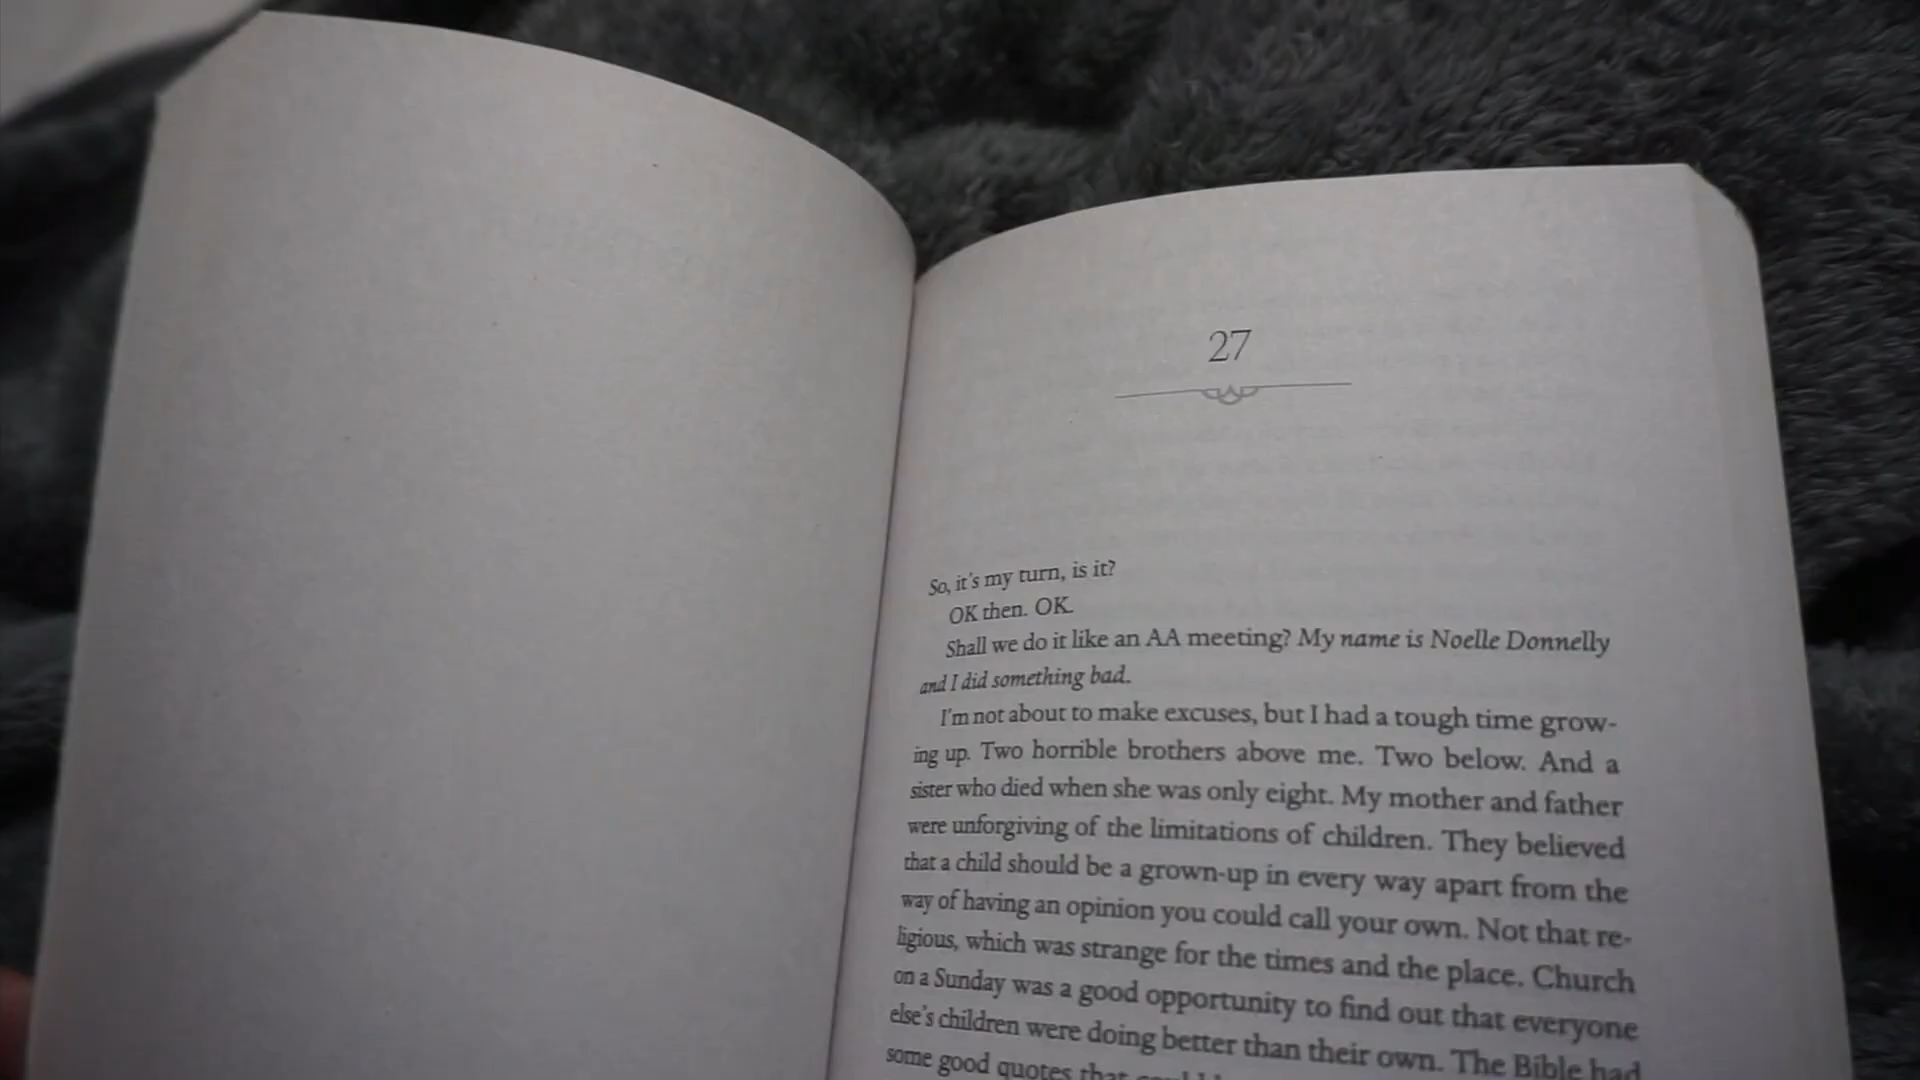 27
So, it's my turn, is it?
OK then. OK.
Shall we do it like an AA meeting? My name is Noelle Donnelly
and I did something bad.
I'm not about to make excuses, but I had a tough time grow-
ing up. Two horrible brothers above me. Two below. And a
sister who died when she was only eight. My mother and father
were unforgiving of the limitations of children. They believed
that a child should be a grown-up in every way apart from the
way of having an opinion you could call your own. Not that re-
ligious, which was strange for the times and the place. Church
on a Sunday was a good opportunity to find out that everyone
else's children were doing better than their own. The Bible had
some good quotes that